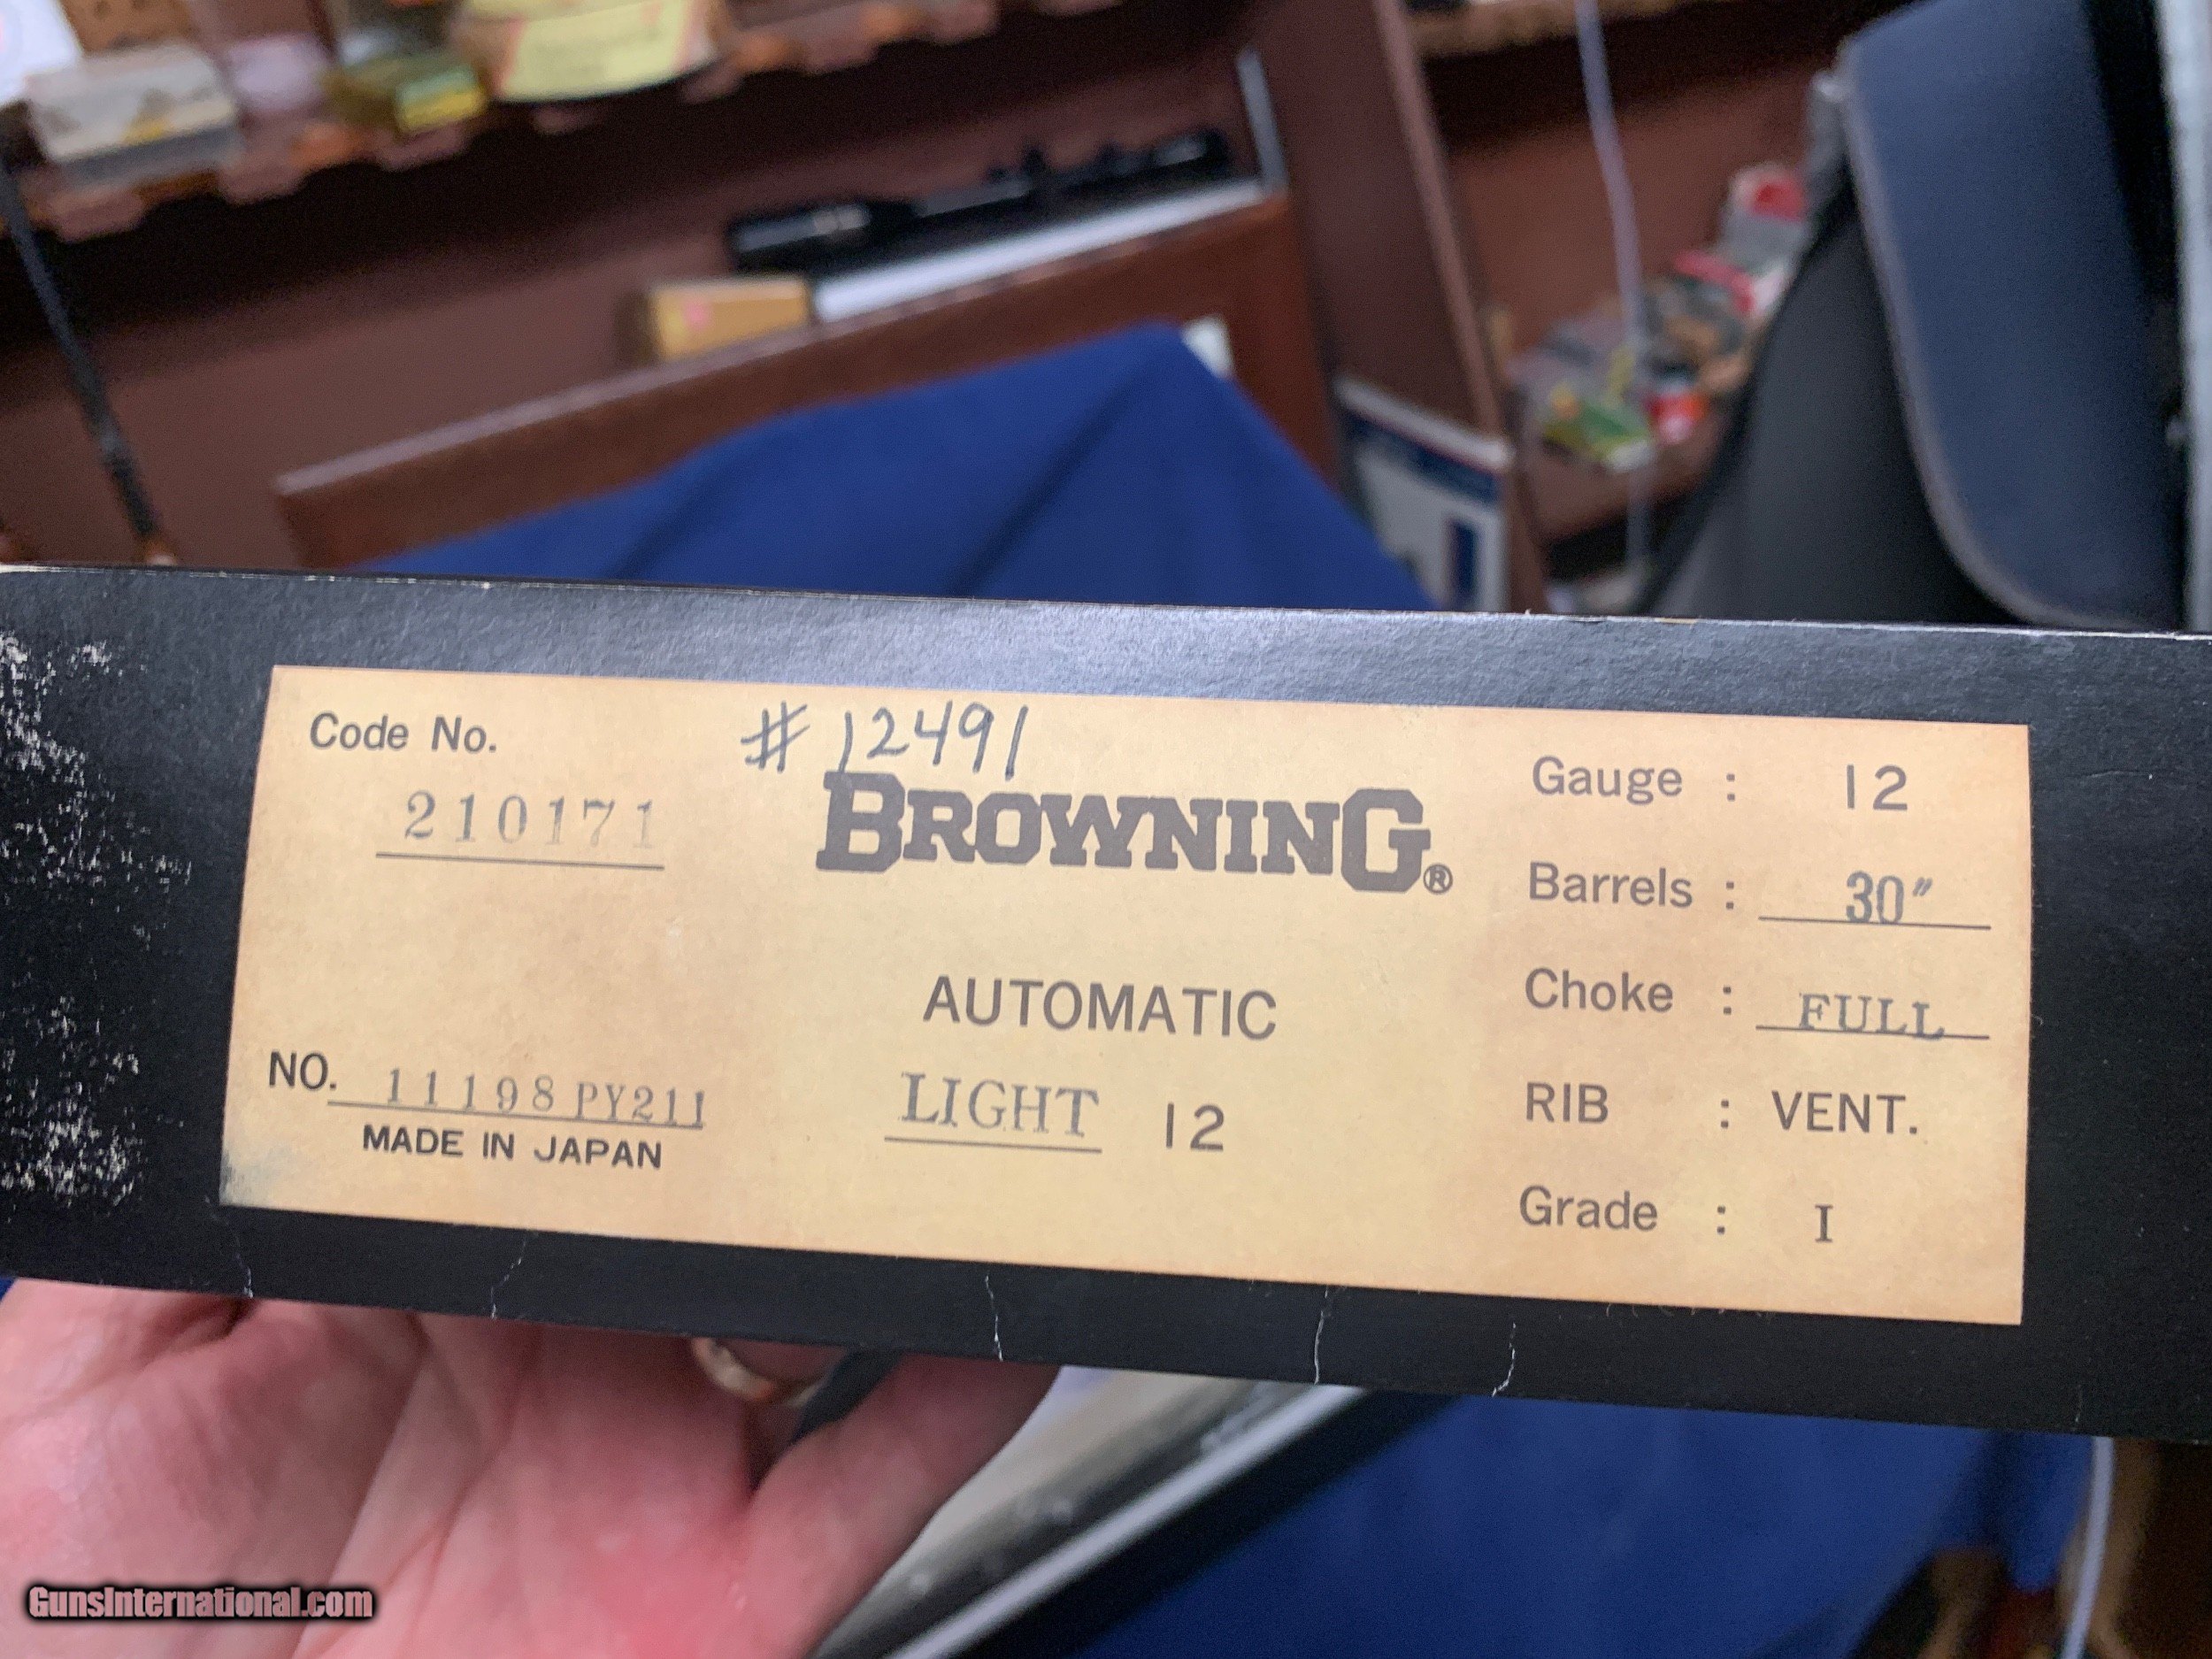 Code No.
210171
# 12491
BROWNING®
AUTOMATIC
LIGHT 12
NO. 11198 PY211
MADE IN JAPAN
Gauge : 12
Barrels : 30"
Choke : FULL
RIB : VENT.
Grade : I
GunsInternational.com